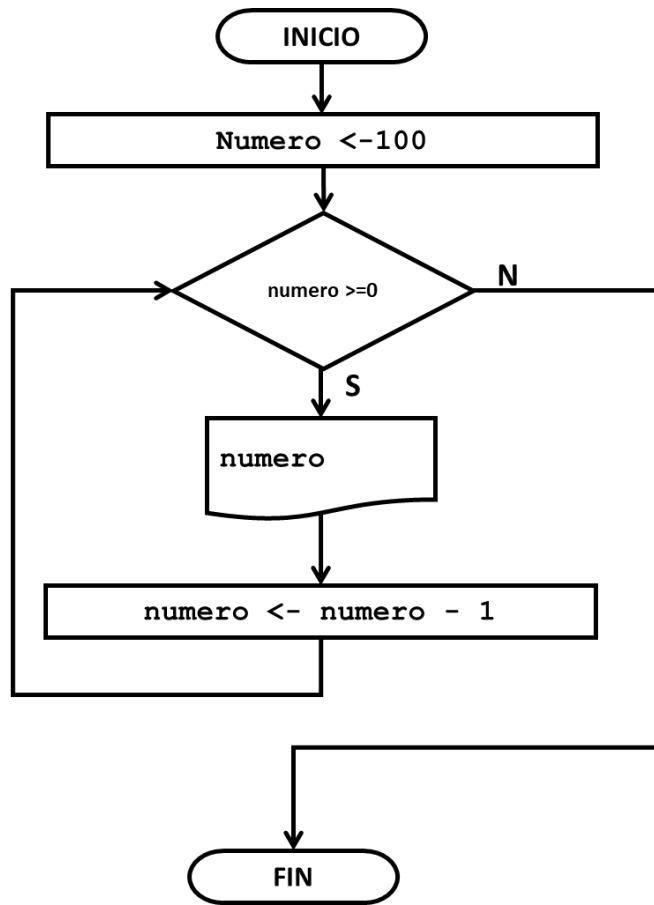 INICIO
Numero <-100
numero >=0
N
S
numero
numero <- numero - 1
FIN